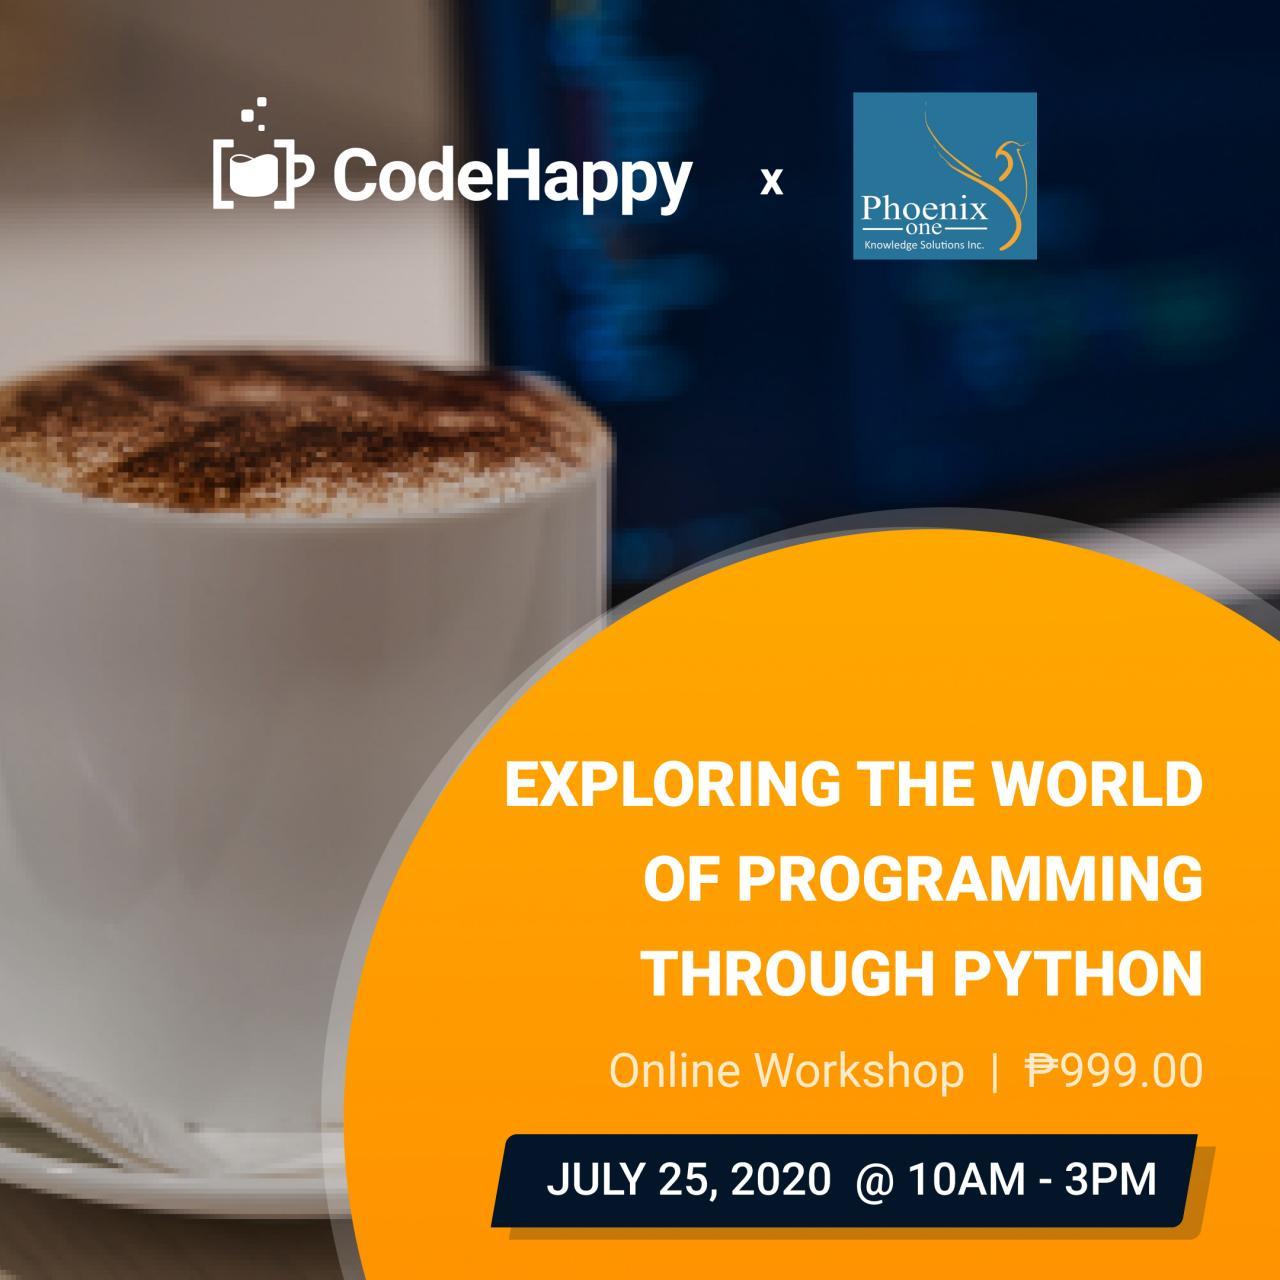 CodeHappy x
Phoenix
one
Knowledge Solutions Inc.
EXPLORING THE WORLD
OF PROGRAMMING
THROUGH PYTHON
Online Workshop | ₱999.00
JULY 25, 2020 @ 10AM - 3PM